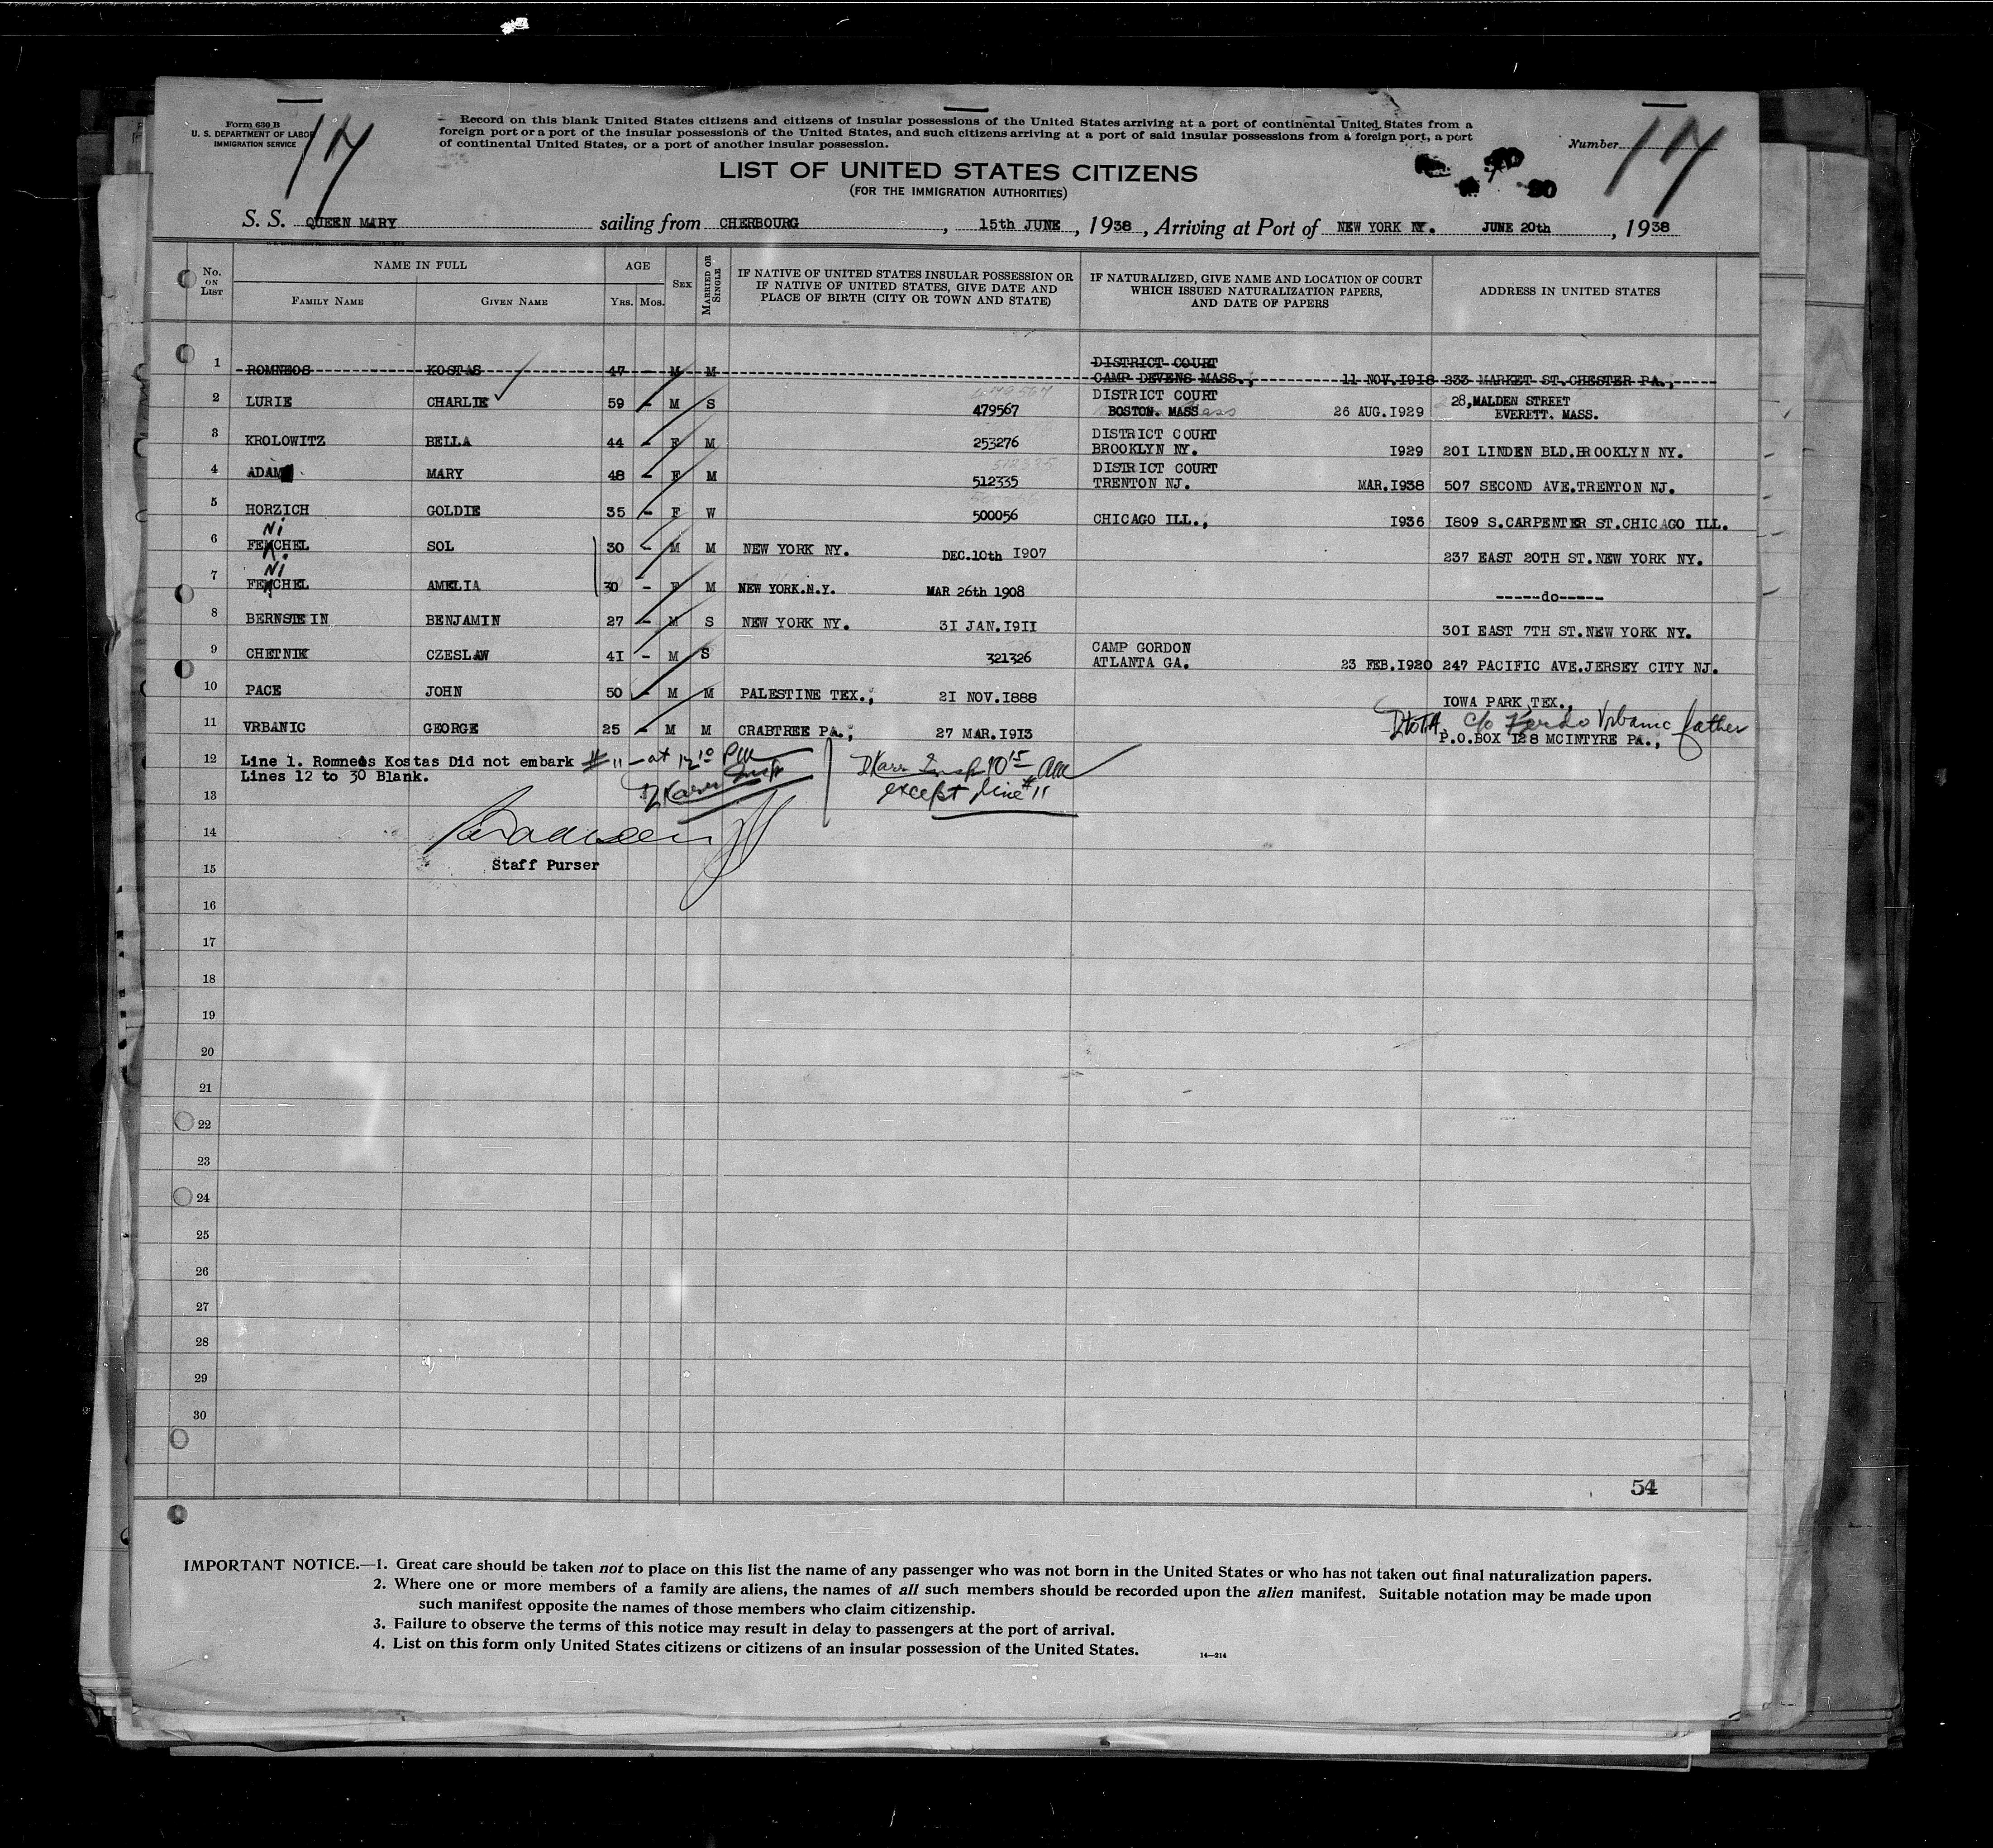 Form 630 B
U. S. DEPARTMENT OF LABOR
IMMIGRATION SERVICE
17
Record on this blank United States citizens and citizens of insular possessions of the United States arriving at a port of continental United States from a
foreign port or a port of the insular possessions of the United States, and such citizens arriving at a port of said insular possessions from a foreign port, a port
of continental United States, or a port of another insular possession.
Number 17
LIST OF UNITED STATES CITIZENS
(FOR THE IMMIGRATION AUTHORITIES)
S. S. QUEEN MARY sailing from CHERBOURG, 15th JUNE, 1938, Arriving at Port of NEW YORK NY. JUNE 20th, 1938
No. ON LIST NAME IN FULL FAMILY NAME GIVEN NAME AGE Yrs. Mos. SEX MARRIED OR SINGLE
IF NATIVE OF UNITED STATES INSULAR POSSESSION OR
IF NATIVE OF UNITED STATES, GIVE DATE AND
PLACE OF BIRTH (CITY OR TOWN AND STATE)
IF NATURALIZED, GIVE NAME AND LOCATION OF COURT
WHICH ISSUED NATURALIZATION PAPERS,
AND DATE OF PAPERS
ADDRESS IN UNITED STATES
1 ROMNEOS KOSTAS 47 - M M DISTRICT COURT
CAMP DEVENS MASS., 11 NOV.1918 233 MARKET ST.CHESTER PA.,
2 LURIE CHARLIE 59 - M S 479567 DISTRICT COURT
BOSTON. MASS 26 AUG.1929 28,MALDEN STREET
EVERETT. MASS.
3 KROLOWITZ BELLA 44 - F M 253276 DISTRICT COURT
BROOKLYN NY. 1929 201 LINDEN BLD.BROOKLYN NY.
4 ADAM MARY 48 - F M 512335 DISTRICT COURT
TRENTON NJ. MAR.1938 507 SECOND AVE.TRENTON NJ.
5 HORZICH GOLDIE 35 - F W 500056 CHICAGO ILL., 1936 1809 S.CARPENTER ST.CHICAGO ILL.
Ni
6 FENCHEL SOL 30 - M M NEW YORK NY. DEC.10th 1907 237 EAST 20TH ST.NEW YORK NY.
Ni
7 FENCHEL AMELIA 30 - F M NEW YORK.N.Y. MAR 26th 1908 -----do-----
8 BERNSTEIN BENJAMIN 27 - M S NEW YORK NY. 31 JAN.1911 301 EAST 7TH ST.NEW YORK NY.
9 CHETNIK CZESLAW 41 - M S 321326 CAMP GORDON
ATLANTA GA. 23 FEB.1920 247 PACIFIC AVE.JERSEY CITY NJ.
10 PACE JOHN 50 - M M PALESTINE TEX., 21 NOV.1888 IOWA PARK TEX.,
11 VRBANIC GEORGE 25 - M M CRABTREE PA., 27 MAR.1913 c/o Vrbanic father
P.O.BOX 128 MCINTYRE PA.,
12 Line 1. Romneos Kostas Did not embark # 11 - at 12 10 PM
Lines 12 to 30 Blank.
Insp 10 15 AM
except line #11
13
14
Staff Purser
15
16
17
18
19
20
21
22
23
24
25
26
27
28
29
30
54
IMPORTANT NOTICE.—1. Great care should be taken not to place on this list the name of any passenger who was not born in the United States or who has not taken out final naturalization papers.
2. Where one or more members of a family are aliens, the names of all such members should be recorded upon the alien manifest. Suitable notation may be made upon
such manifest opposite the names of those members who claim citizenship.
3. Failure to observe the terms of this notice may result in delay to passengers at the port of arrival.
4. List on this form only United States citizens or citizens of an insular possession of the United States.
14—214